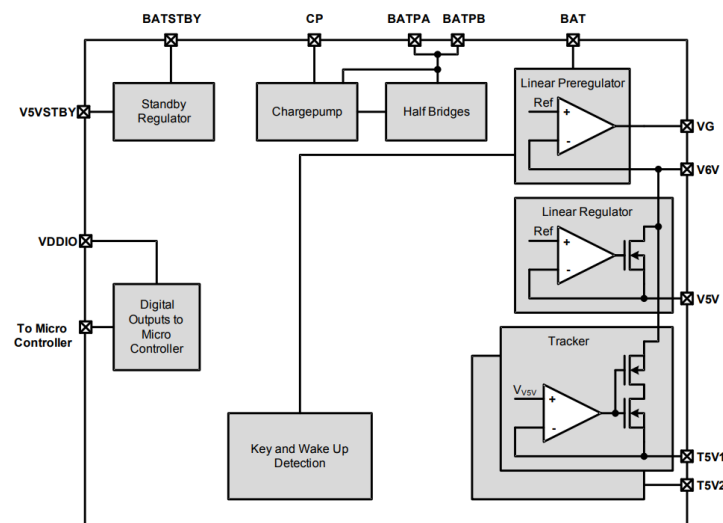 BATSTBY
CP
BATPA
BATPB
BAT
V5VSTBY
Standby
Regulator
Chargepump
Half Bridges
Linear Preregulator
Ref
+
-
VG
V6V
Linear Regulator
Ref
+
-
V5V
VDDIO
Digital
Outputs to
Micro
Controller
To Micro
Controller
Tracker
VV5V
+
-
T5V1
T5V2
Key and Wake Up
Detection